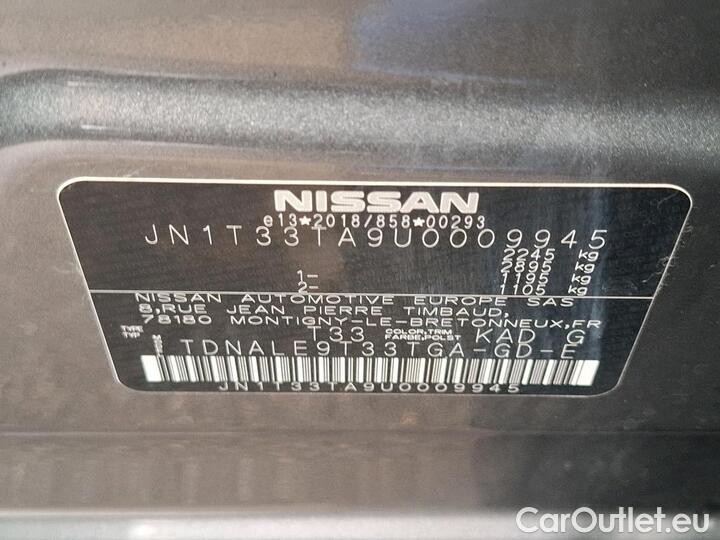 NISSAN
e13★2018/858★00293
JN1T33TA9U0009945
2245 kg
2895 kg
1- 1195 kg
2- 1105 kg
NISSAN AUTOMOTIVE EUROPE SAS
8,RUE JEAN PIERRE TIMBAUD,
78180 MONTIGNY-LE-BRETONNEUX,FR
TYPE TYP T33 COLOR,TRIM FARBE,POLST KAD G
TDNALE9T33TGA-GD-E
JN1T33TA9U0009945
CarOutlet.eu